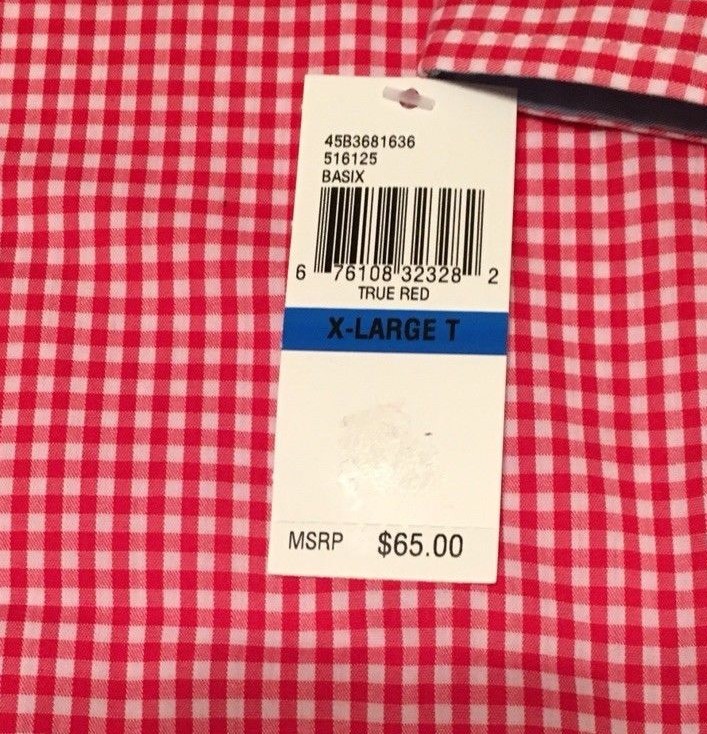 45B3681636
516125
BASIX
6 76108 32328 2
TRUE RED
X-LARGE T
MSRP $65.00